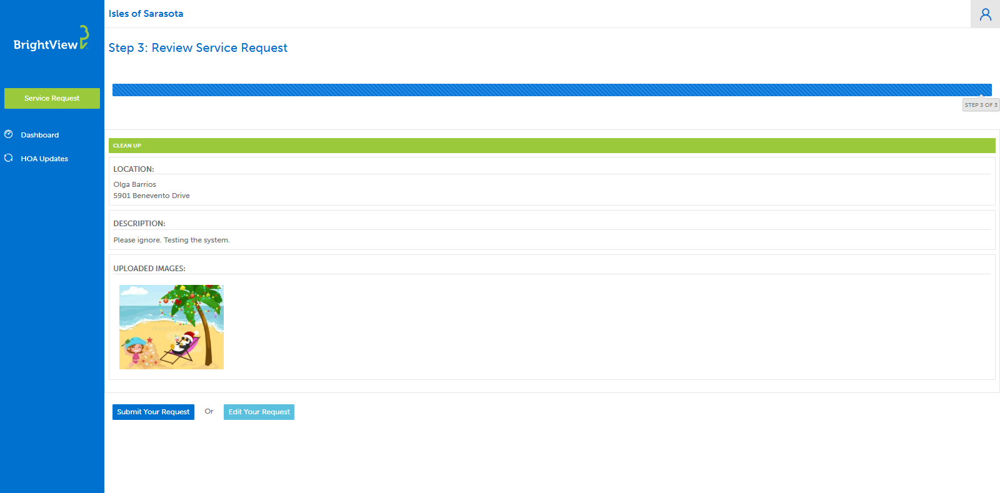 BrightView
Service Request
Dashboard
HOA Updates
Isles of Sarasota
Step 3: Review Service Request
STEP 3 OF 3
CLEAN UP
LOCATION:
Olga Barrios
5901 Benevento Drive
DESCRIPTION:
Please ignore. Testing the system.
UPLOADED IMAGES:
Submit Your Request Or Edit Your Request